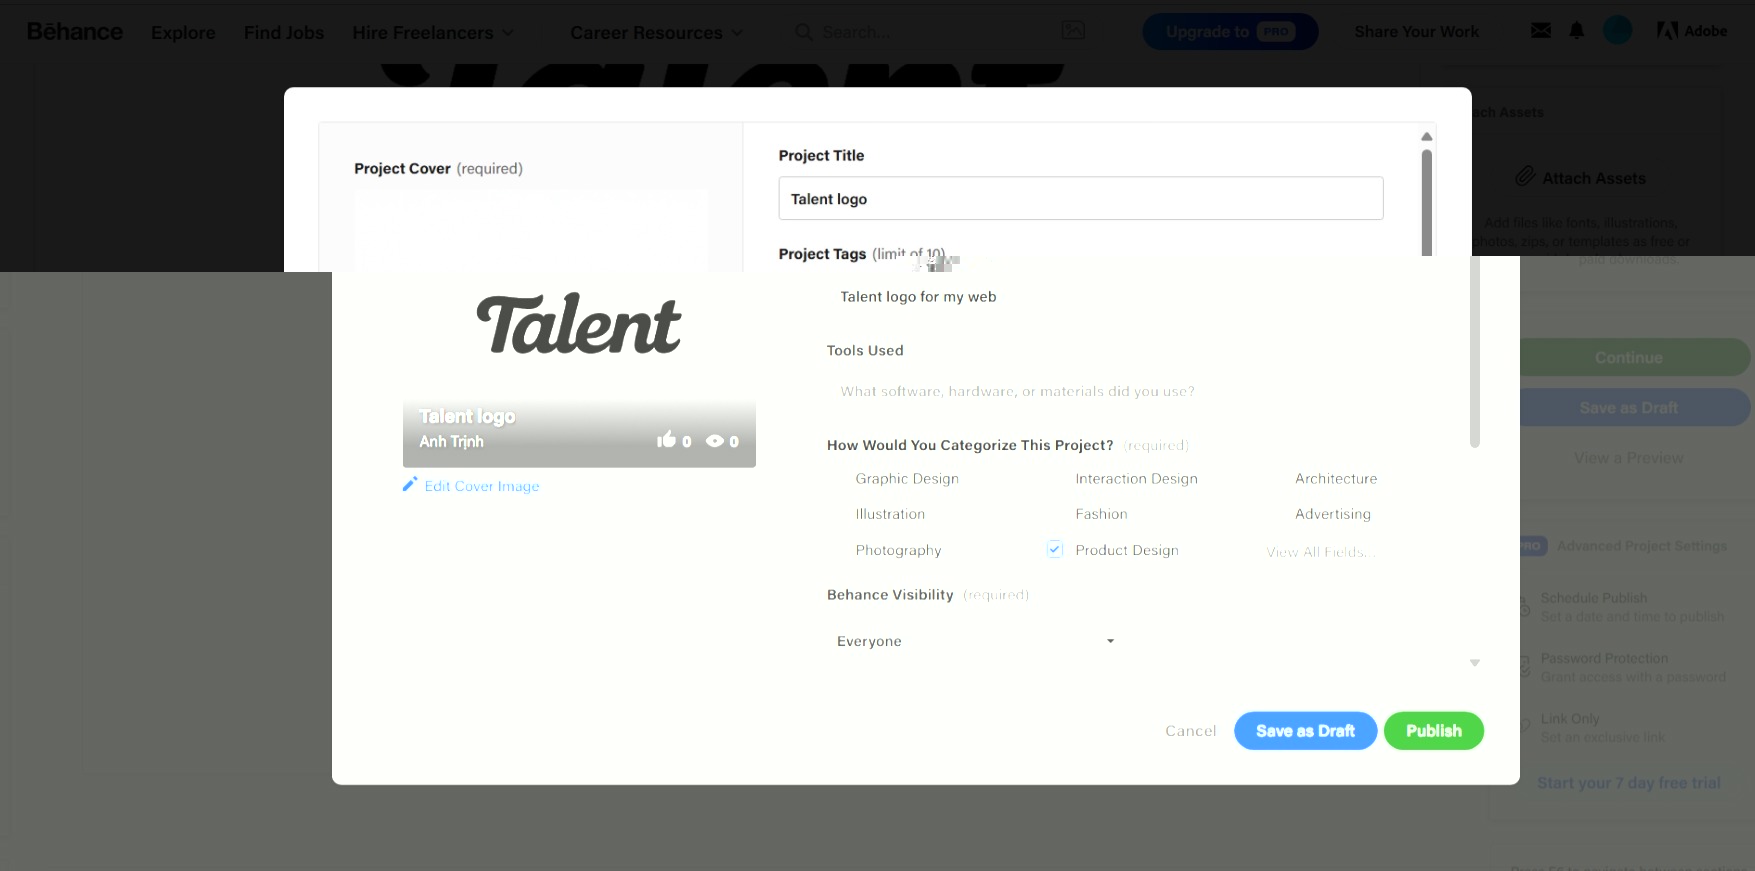 Bēhance Explore Find Jobs Hire Freelancers Career Resources Search... Upgrade to PRO Share Your Work Adobe
Talent
Attach Assets
Attach Assets
Add files like fonts, illustrations,
photos, zips, or templates as free or
paid downloads.
Project Cover (required)
Talent
Talent logo
Anh Trịnh 0 0
Edit Cover Image
Project Title
Talent logo
Project Tags (limit of 10)
Talent logo for my web
Tools Used
What software, hardware, or materials did you use?
How Would You Categorize This Project? (required)
Graphic Design Interaction Design Architecture
Illustration Fashion Advertising
Photography Product Design View All Fields...
Behance Visibility (required)
Everyone
Cancel Save as Draft Publish
Continue
Save as Draft
View a Preview
PRO Advanced Project Settings
Schedule Publish
Set a date and time to publish
Password Protection
Grant access with a password
Link Only
Set an exclusive link
Start your 7 day free trial